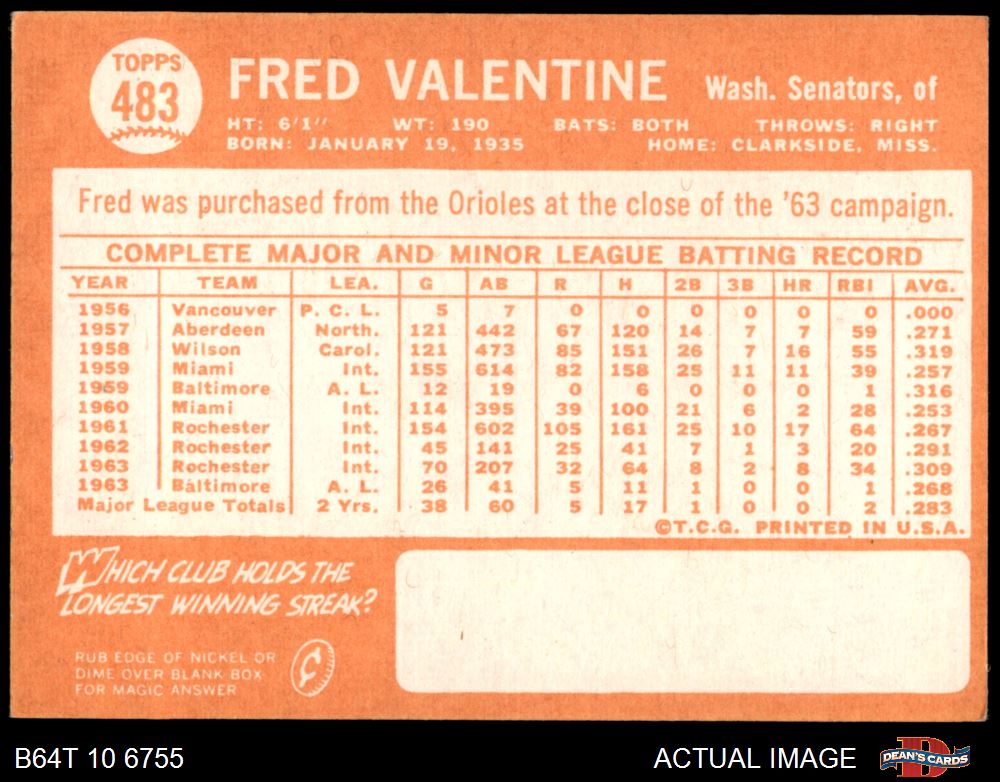 TOPPS
483
FRED VALENTINE Wash. Senators, of
HT: 6'1" WT: 190 BATS: BOTH THROWS: RIGHT
BORN: JANUARY 19, 1935 HOME: CLARKSIDE, MISS.
Fred was purchased from the Orioles at the close of the '63 campaign.
COMPLETE MAJOR AND MINOR LEAGUE BATTING RECORD
YEAR TEAM LEA. G AB R H 2B 3B HR RBI AVG.
1956 Vancouver P. C. L. 5 7 0 0 0 0 0 0 .000
1957 Aberdeen North. 121 442 67 120 14 7 7 59 .271
1958 Wilson Carol. 121 473 85 151 26 7 16 55 .319
1959 Miami Int. 155 614 82 158 25 11 11 39 .257
1959 Baltimore A. L. 12 19 0 6 0 0 0 1 .316
1960 Miami Int. 114 395 39 100 21 6 2 28 .253
1961 Rochester Int. 154 602 105 161 25 10 17 64 .267
1962 Rochester Int. 45 141 25 41 7 1 3 20 .291
1963 Rochester Int. 70 207 32 64 8 2 8 34 .309
1963 Baltimore A. L. 26 41 5 11 1 0 0 1 .268
Major League Totals 2 Yrs. 38 60 5 17 1 0 0 2 .283
©T.C.G. PRINTED IN U.S.A.
WHICH CLUB HOLDS THE
LONGEST WINNING STREAK?
RUB EDGE OF NICKEL OR
DIME OVER BLANK BOX
FOR MAGIC ANSWER
B64T 10 6755 ACTUAL IMAGE DEAN'S CARDS